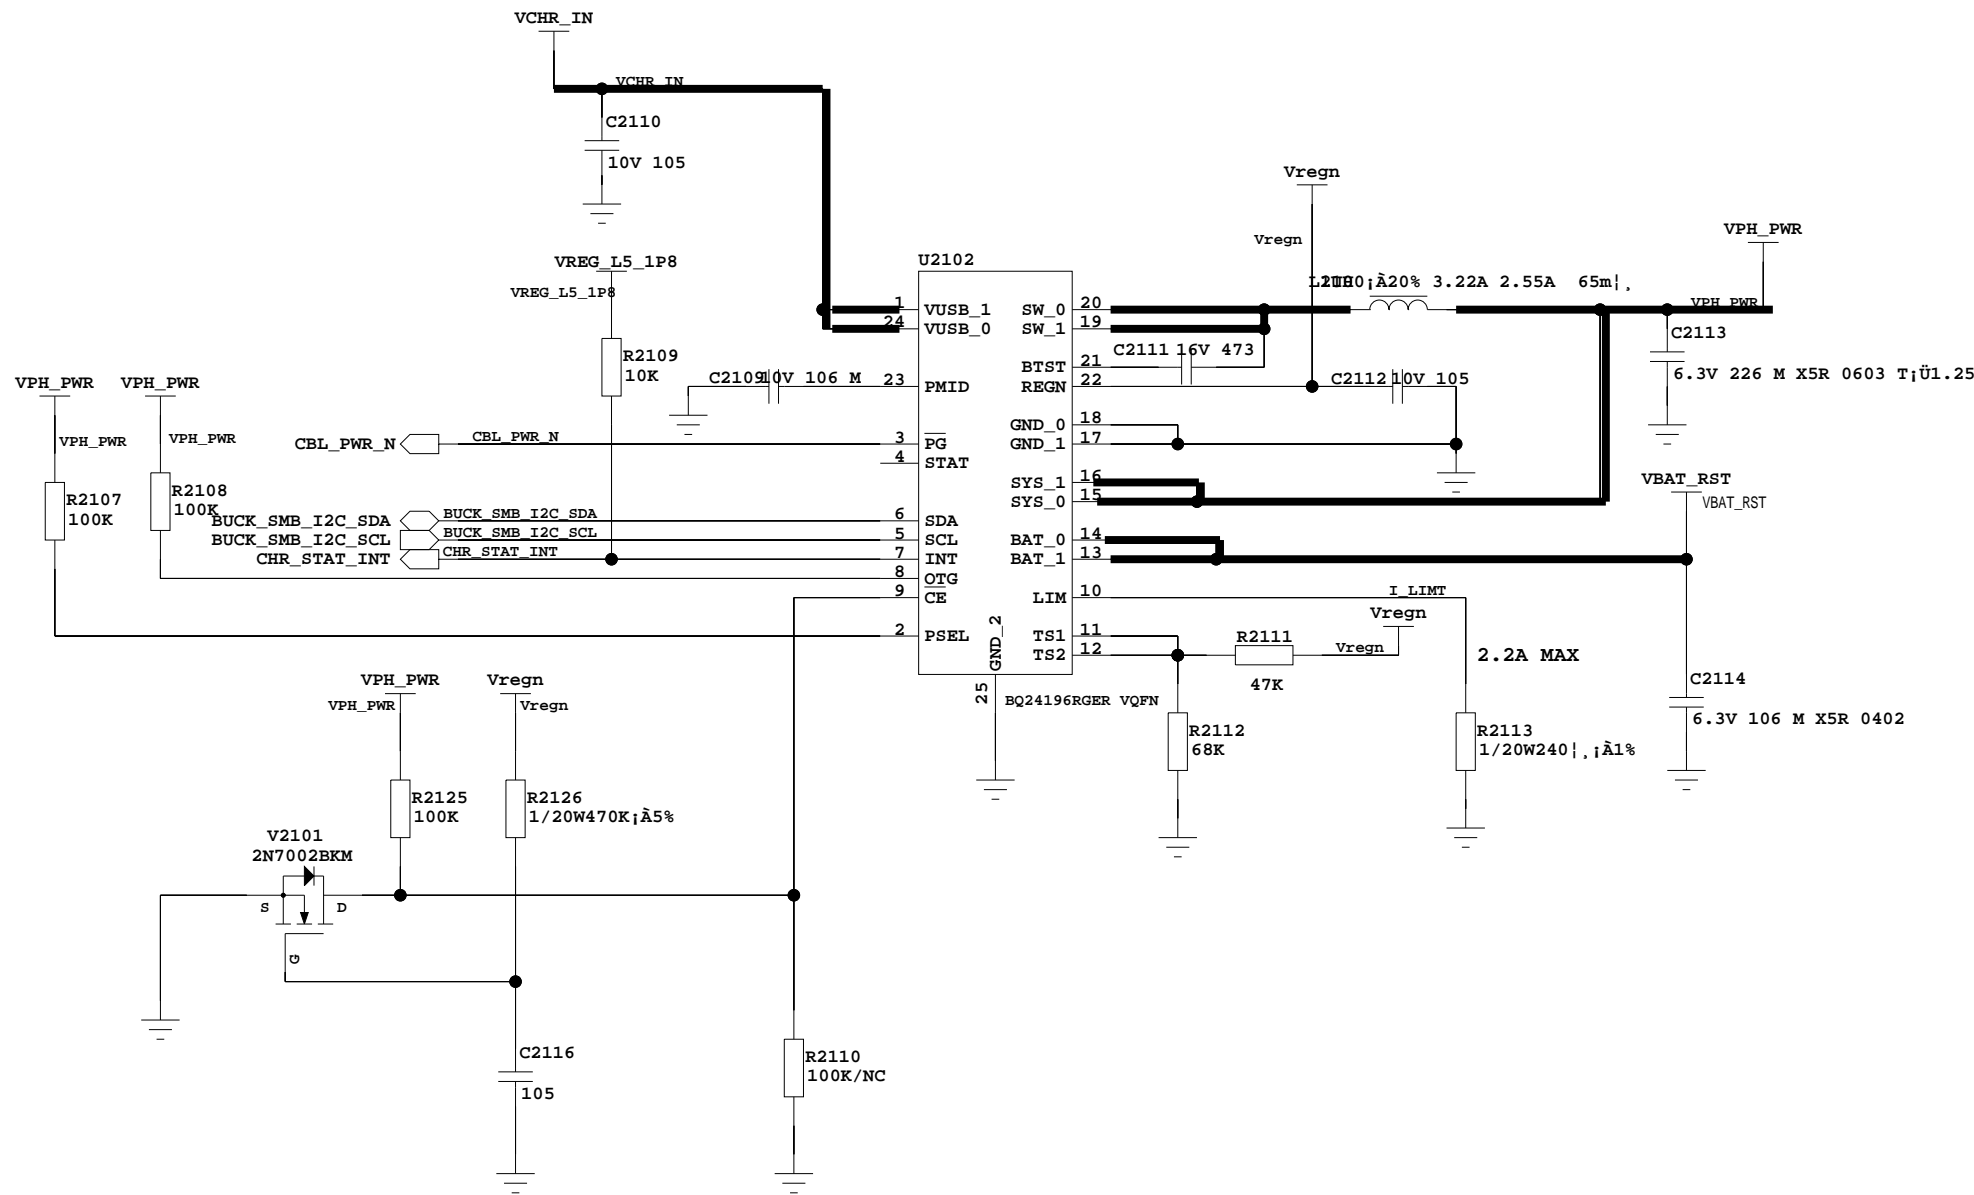 VCHR_IN
VCHR_IN
C2110
10V 105
Vregn
Vregn
VPH_PWR
VREG_L5_1P8
VREG_L5_1P8
U2102
¡À20% 3.22A 2.55A 65m¦¸
VPH_PWR
1
VUSB_1
24
VUSB_0
SW_0
20
SW_1
19
C2113
6.3V 226 M X5R 0603 T¡Ü1.25
R2109
10K
C2111 16V 473
BTST
21
REGN
22
C2112 10V 105
C2109 10V 106 M
23
PMID
VPH_PWR
VPH_PWR
VPH_PWR
VPH_PWR
CBL_PWR_N
CBL_PWR_N
3
PG
4
STAT
GND_0
18
GND_1
17
R2107
100K
R2108
100K
SYS_1
16
SYS_0
15
VBAT_RST
VBAT_RST
BUCK_SMB_I2C_SDA
BUCK_SMB_I2C_SDA
6
SDA
BUCK_SMB_I2C_SCL
BUCK_SMB_I2C_SCL
5
SCL
CHR_STAT_INT
CHR_STAT_INT
7
INT
BAT_0
14
BAT_1
13
8
OTG
9
CE
LIM
10
I_LIMT
Vregn
2
PSEL
GND_2
TS1
11
TS2
12
R2111
47K
Vregn
2.2A MAX
25
BQ24196RGER VQFN
C2114
6.3V 106 M X5R 0402
R2112
68K
R2113
1/20W240¦¸¡À1%
VPH_PWR
VPH_PWR
Vregn
Vregn
R2125
100K
R2126
1/20W470K¡À5%
V2101
2N7002BKM
S
D
G
C2116
105
R2110
100K/NC